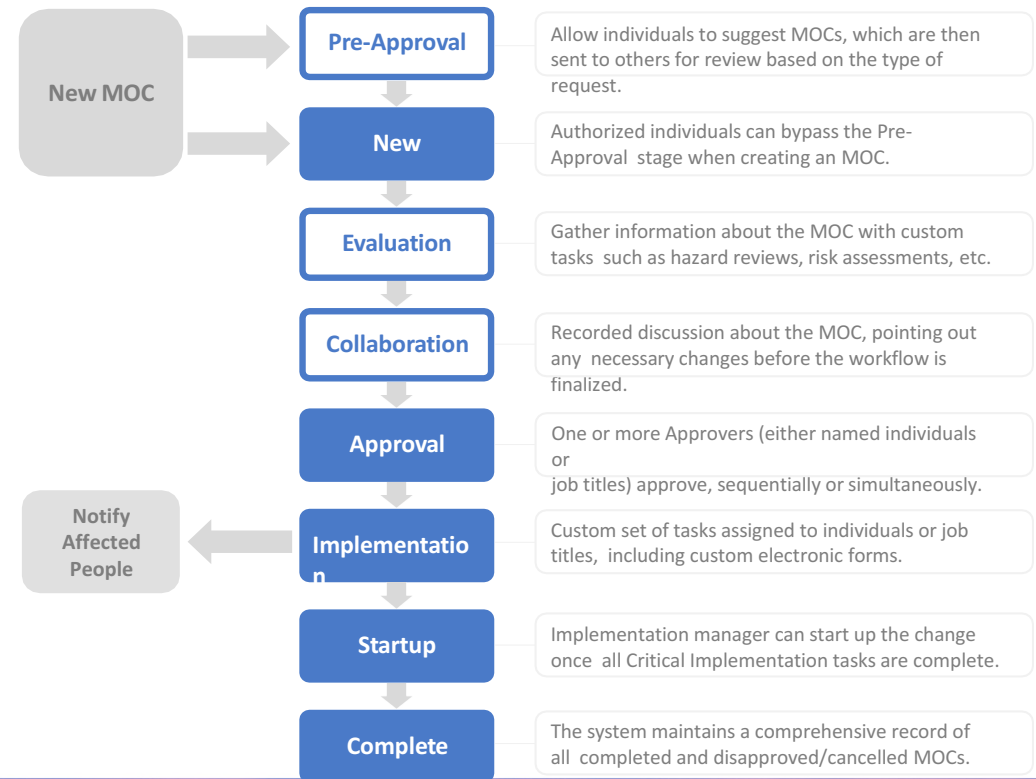 New MOC
Pre-Approval
Allow individuals to suggest MOCs, which are then
sent to others for review based on the type of
request.
New
Authorized individuals can bypass the Pre-
Approval stage when creating an MOC.
Evaluation
Gather information about the MOC with custom
tasks such as hazard reviews, risk assessments, etc.
Collaboration
Recorded discussion about the MOC, pointing out
any necessary changes before the workflow is
finalized.
Approval
One or more Approvers (either named individuals
or
job titles) approve, sequentially or simultaneously.
Notify
Affected
People
Implementatio
n
Custom set of tasks assigned to individuals or job
titles, including custom electronic forms.
Startup
Implementation manager can start up the change
once all Critical Implementation tasks are complete.
Complete
The system maintains a comprehensive record of
all completed and disapproved/cancelled MOCs.